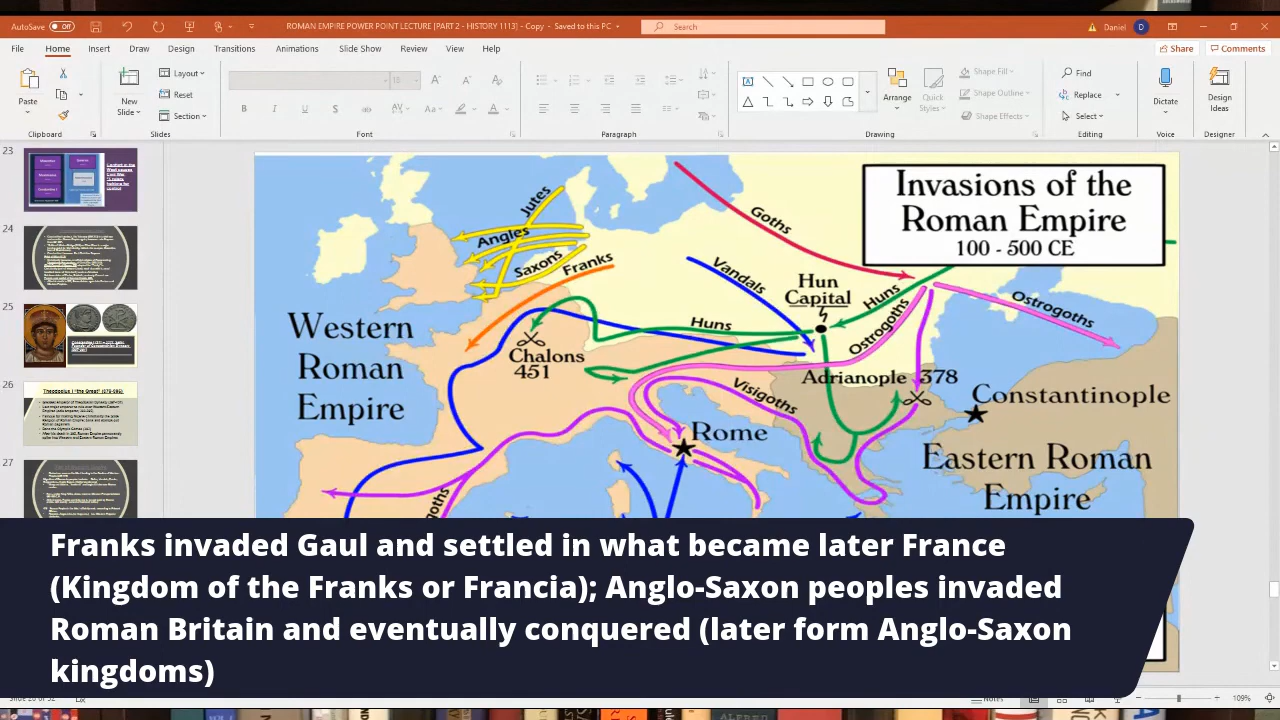 AutoSave Off
ROMAN EMPIRE POWER POINT LECTURE [PART 2 - HISTORY 1113] - Copy - Saved to this PC
Search
Daniel D
File Home Insert Draw Design Transitions Animations Slide Show Review View Help
Share Comments
Paste
New
Slide
Layout
Reset
Section
Arrange
Quick
Styles
Shape Fill
Shape Outline
Shape Effects
Find
Replace
Select
Dictate
Design
Ideas
Clipboard Slides Font Paragraph Drawing Editing Voice Designer
23
24
25
26
27
Invasions of the
Roman Empire
100 - 500 CE
Jutes
Angles
Saxons
Franks
Goths
Vandals
Hun
Capital
Huns
Ostrogoths
Ostrogoths
Huns
Western
Roman
Empire
Chalons
451
Adrianople 378
Visigoths
Constantinople
Rome
Eastern Roman
Empire
goths
Franks invaded Gaul and settled in what became later France
(Kingdom of the Franks or Francia); Anglo-Saxon peoples invaded
Roman Britain and eventually conquered (later form Anglo-Saxon
kingdoms)
Notes
109%